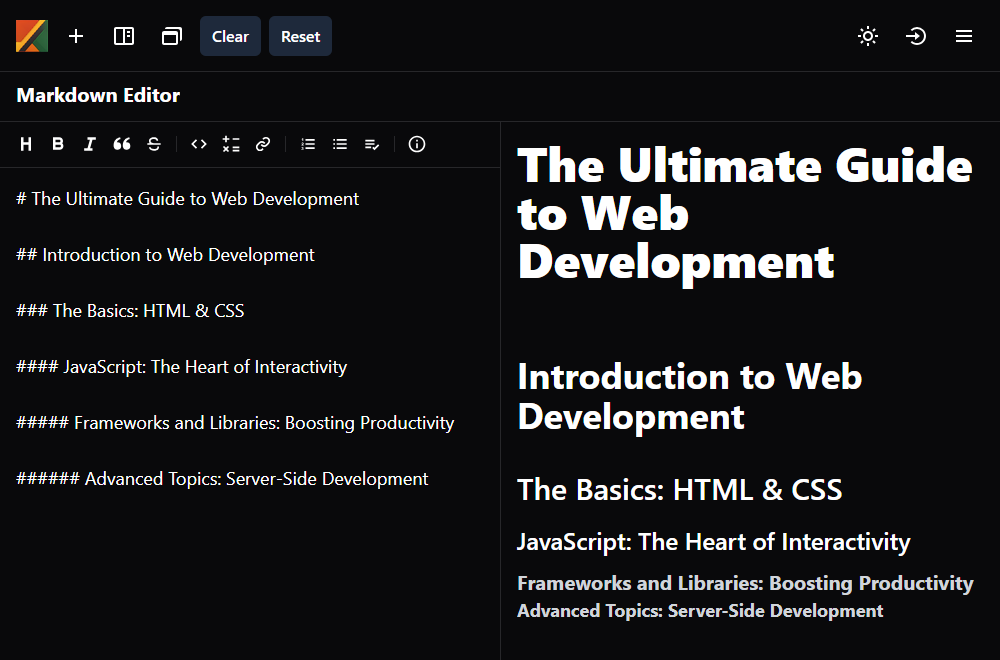 Clear Reset
Markdown Editor
H B I S
# The Ultimate Guide to Web Development
## Introduction to Web Development
### The Basics: HTML & CSS
#### JavaScript: The Heart of Interactivity
##### Frameworks and Libraries: Boosting Productivity
###### Advanced Topics: Server-Side Development
The Ultimate Guide
to Web
Development
Introduction to Web
Development
The Basics: HTML & CSS
JavaScript: The Heart of Interactivity
Frameworks and Libraries: Boosting Productivity
Advanced Topics: Server-Side Development